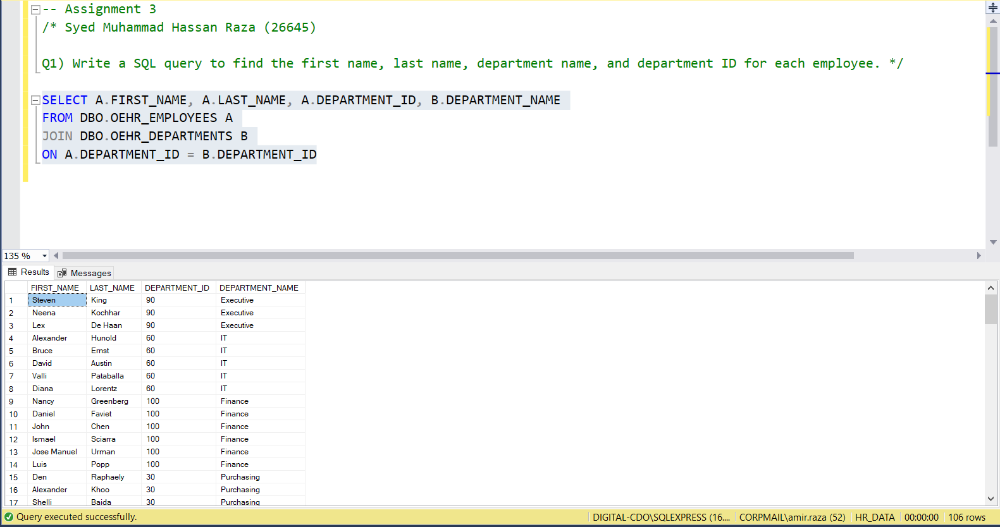 -- Assignment 3
/* Syed Muhammad Hassan Raza (26645)
Q1) Write a SQL query to find the first name, last name, department name, and department ID for each employee. */
SELECT A.FIRST_NAME, A.LAST_NAME, A.DEPARTMENT_ID, B.DEPARTMENT_NAME
FROM DBO.OEHR_EMPLOYEES A
JOIN DBO.OEHR_DEPARTMENTS B
ON A.DEPARTMENT_ID = B.DEPARTMENT_ID
135 %
Results Messages
FIRST_NAME LAST_NAME DEPARTMENT_ID DEPARTMENT_NAME
1 Steven King 90 Executive
2 Neena Kochhar 90 Executive
3 Lex De Haan 90 Executive
4 Alexander Hunold 60 IT
5 Bruce Ernst 60 IT
6 David Austin 60 IT
7 Valli Pataballa 60 IT
8 Diana Lorentz 60 IT
9 Nancy Greenberg 100 Finance
10 Daniel Faviet 100 Finance
11 John Chen 100 Finance
12 Ismael Sciarra 100 Finance
13 Jose Manuel Urman 100 Finance
14 Luis Popp 100 Finance
15 Den Raphaely 30 Purchasing
16 Alexander Khoo 30 Purchasing
17 Shelli Baida 30 Purchasing
Query executed successfully. DIGITAL-CDO\SQLEXPRESS (16.... CORPMAIL\amir.raza (52) HR_DATA 00:00:00 106 rows